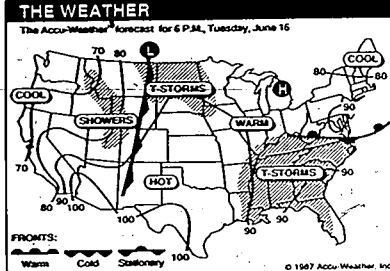 THE WEATHER
The Accu-Weather® forecast for 6 P.M., Tuesday, June 16
70 80 L
COOL
80 80
COOL
T-STORMS
H
90
SHOWERS
WARM
70
HOT
T-STORMS
90
80 90 100
100
90 90
100
FRONTS:
Warm Cold Stationary
© 1987 Accu-Weather, Inc.